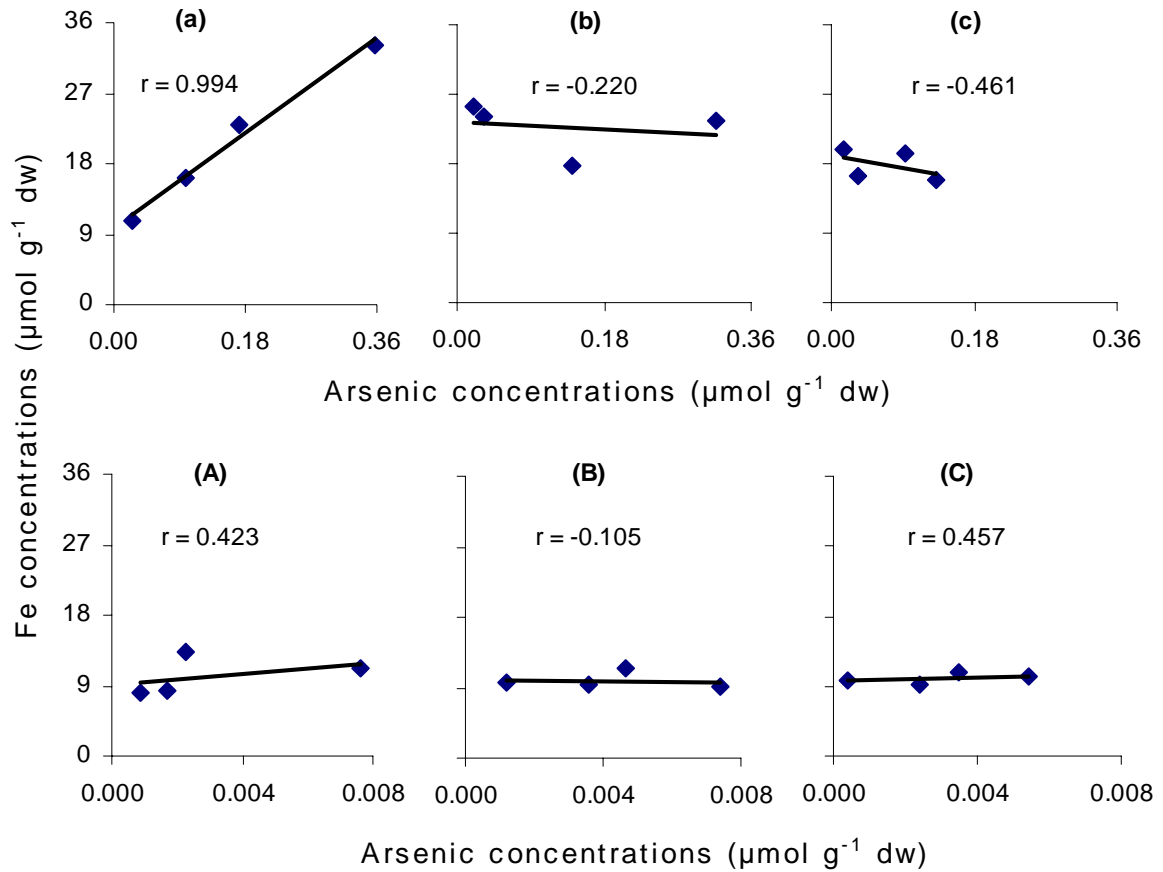 Fe concentrations (µmol g-1 dw)
(a)
r = 0.994
36
27
18
9
0
0.00 0.18 0.36
(b)
r = -0.220
0.00 0.18 0.36
(c)
r = -0.461
0.00 0.18 0.36
Arsenic concentrations (µmol g-1 dw)
(A)
r = 0.423
36
27
18
9
0
0.000 0.004 0.008
(B)
r = -0.105
0.000 0.004 0.008
(C)
r = 0.457
0.000 0.004 0.008
Arsenic concentrations (µmol g-1 dw)